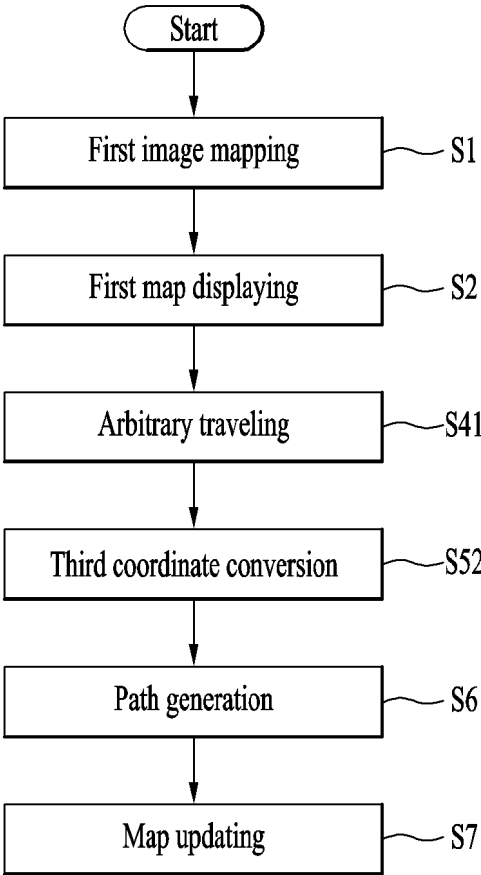 Start
First image mapping
S1
First map displaying
S2
Arbitrary traveling
S41
Third coordinate conversion
S52
Path generation
S6
Map updating
S7